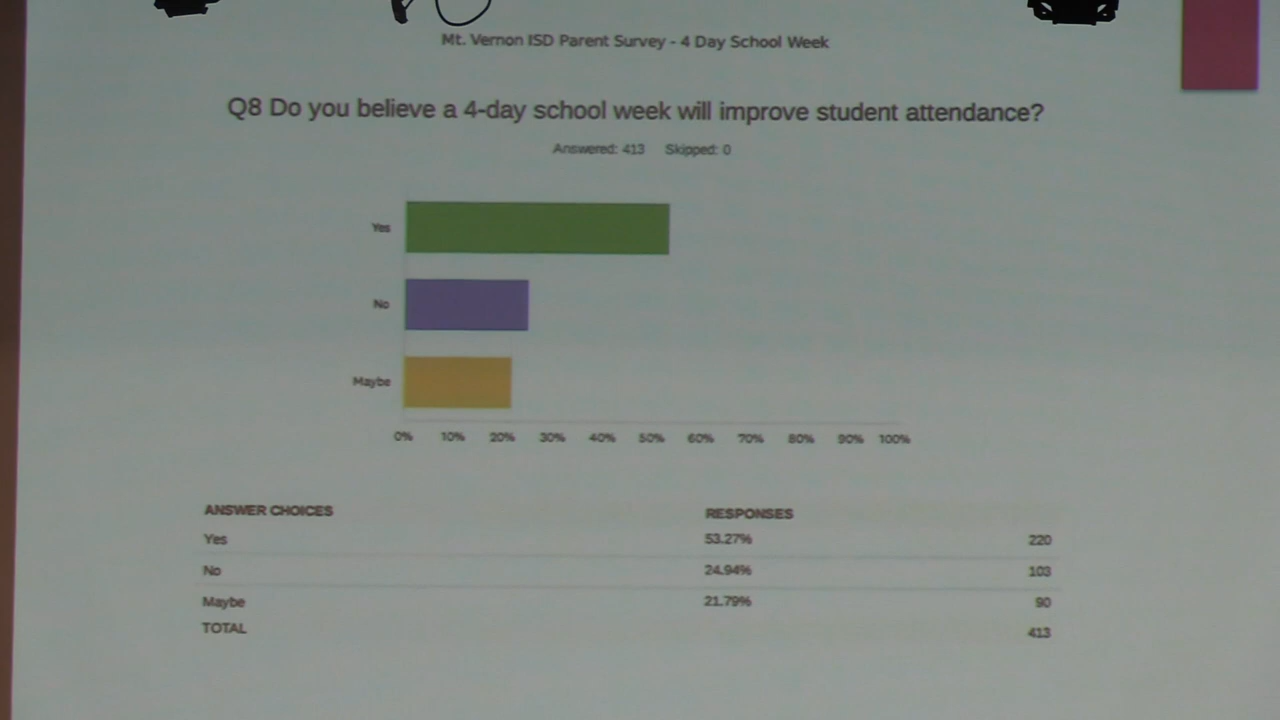 Mt. Vernon ISD Parent Survey - 4 Day School Week
Q8 Do you believe a 4-day school week will improve student attendance?
Answered: 413 Skipped: 0
Yes
No
Maybe
0% 10% 20% 30% 40% 50% 60% 70% 80% 90% 100%
ANSWER CHOICES RESPONSES
Yes 53.27% 220
No 24.94% 103
Maybe 21.79% 90
TOTAL 413